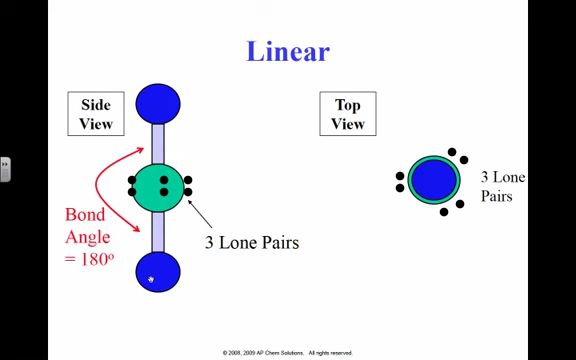 Linear
Side
View
Top
View
Bond
Angle
= 180º
3 Lone Pairs
3 Lone
Pairs
© 2008, 2009 AP Chem Solutions. All rights reserved.